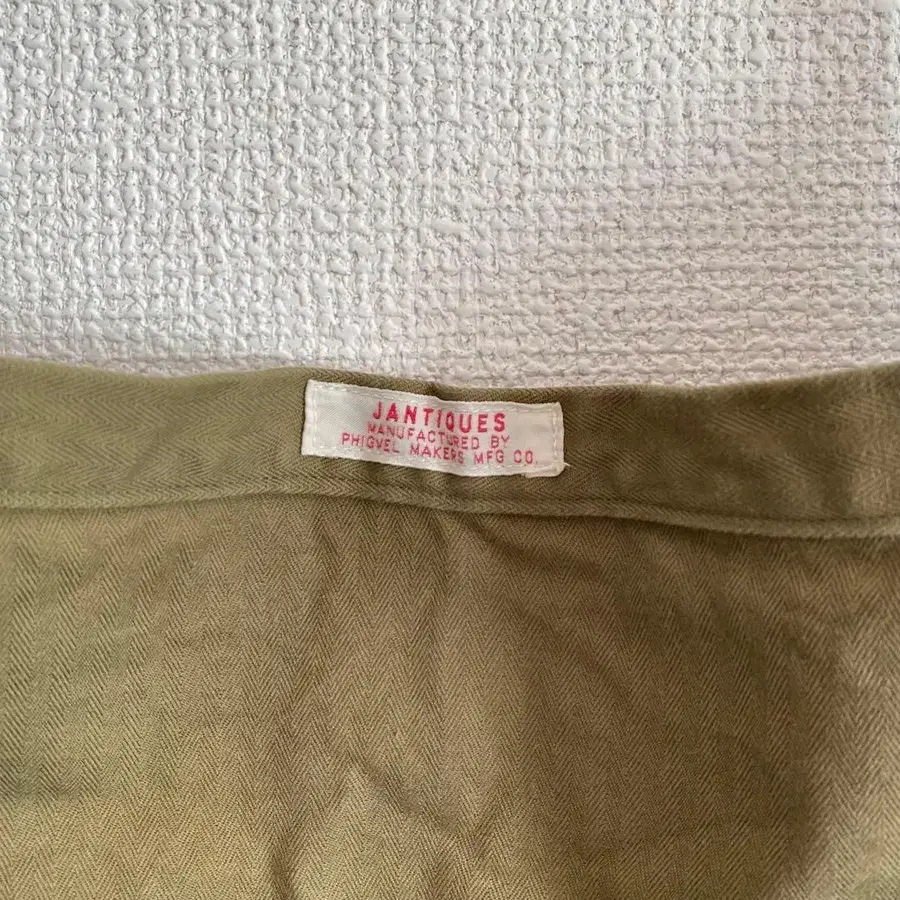 JANTIQUES
MANUFACTURED BY
PHIGVEL MAKERS MFG CO.